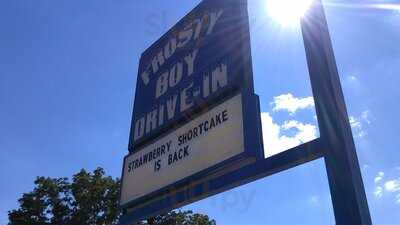 FROSTY
BOY
DRIVE-IN
STRAWBERRY SHORTCAKE
IS BACK